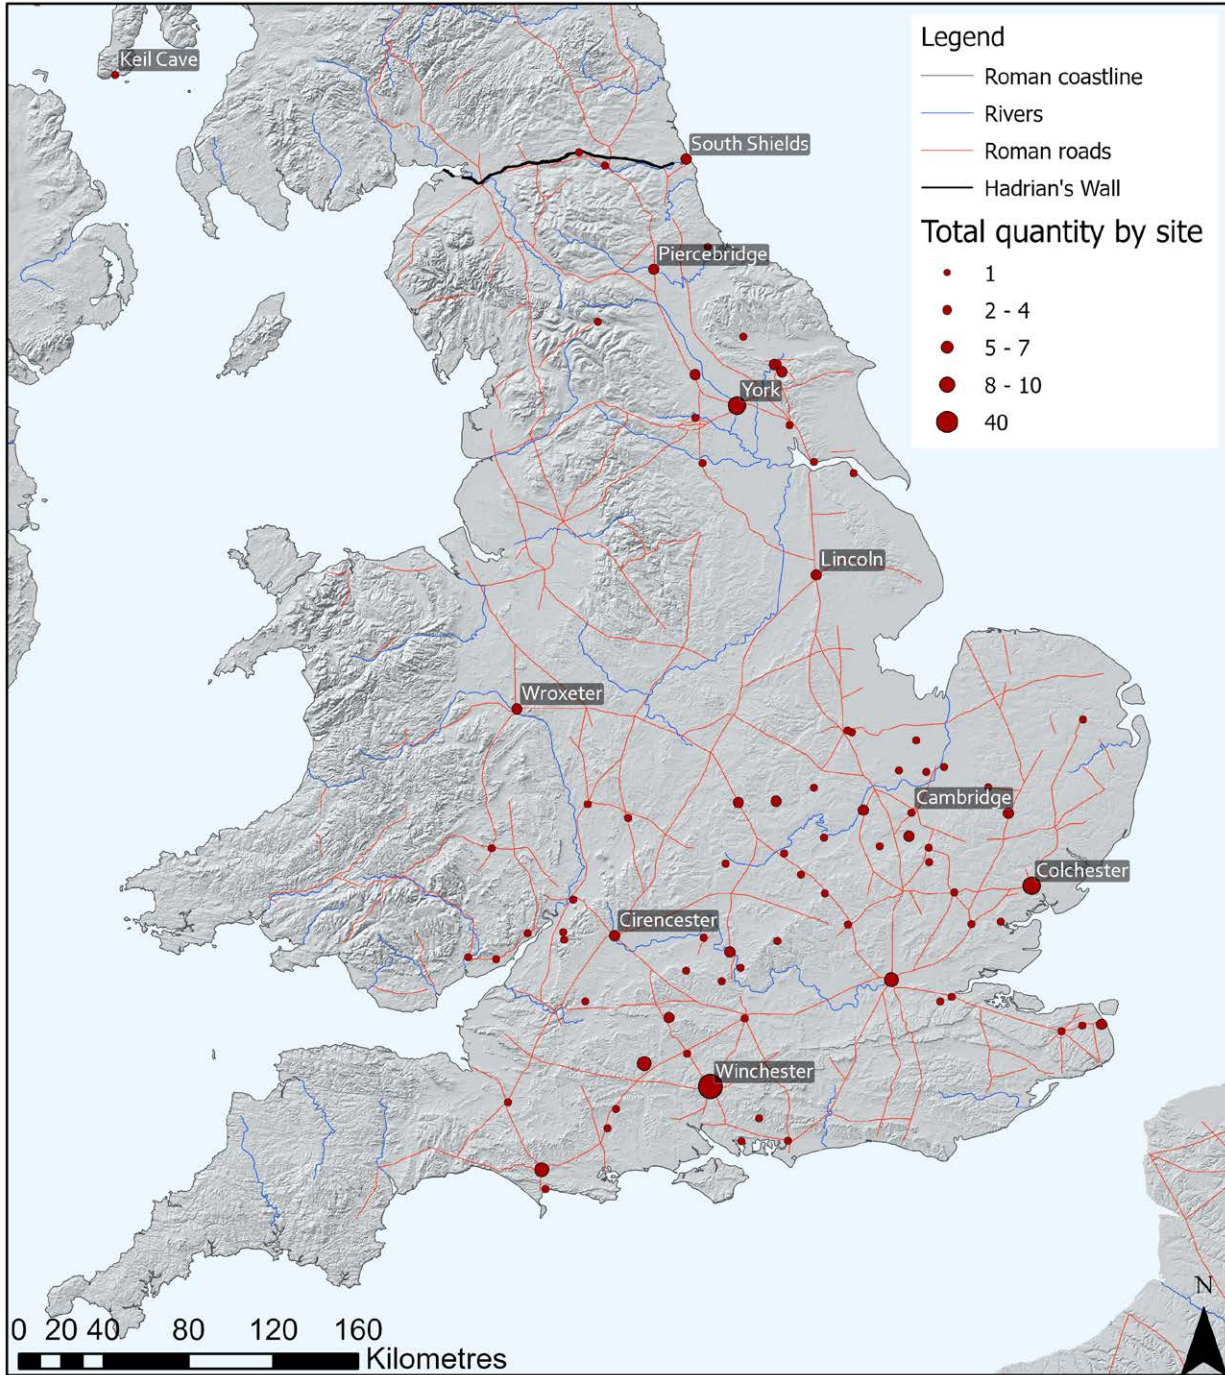 Legend
Roman coastline
Rivers
Roman roads
Hadrian's Wall
Total quantity by site
1
2 - 4
5 - 7
8 - 10
40
Keil Cave
South Shields
Piercebridge
York
Lincoln
Wroxeter
Cambridge
Colchester
Cirencester
Winchester
N
0 20 40 80 120 160
Kilometres